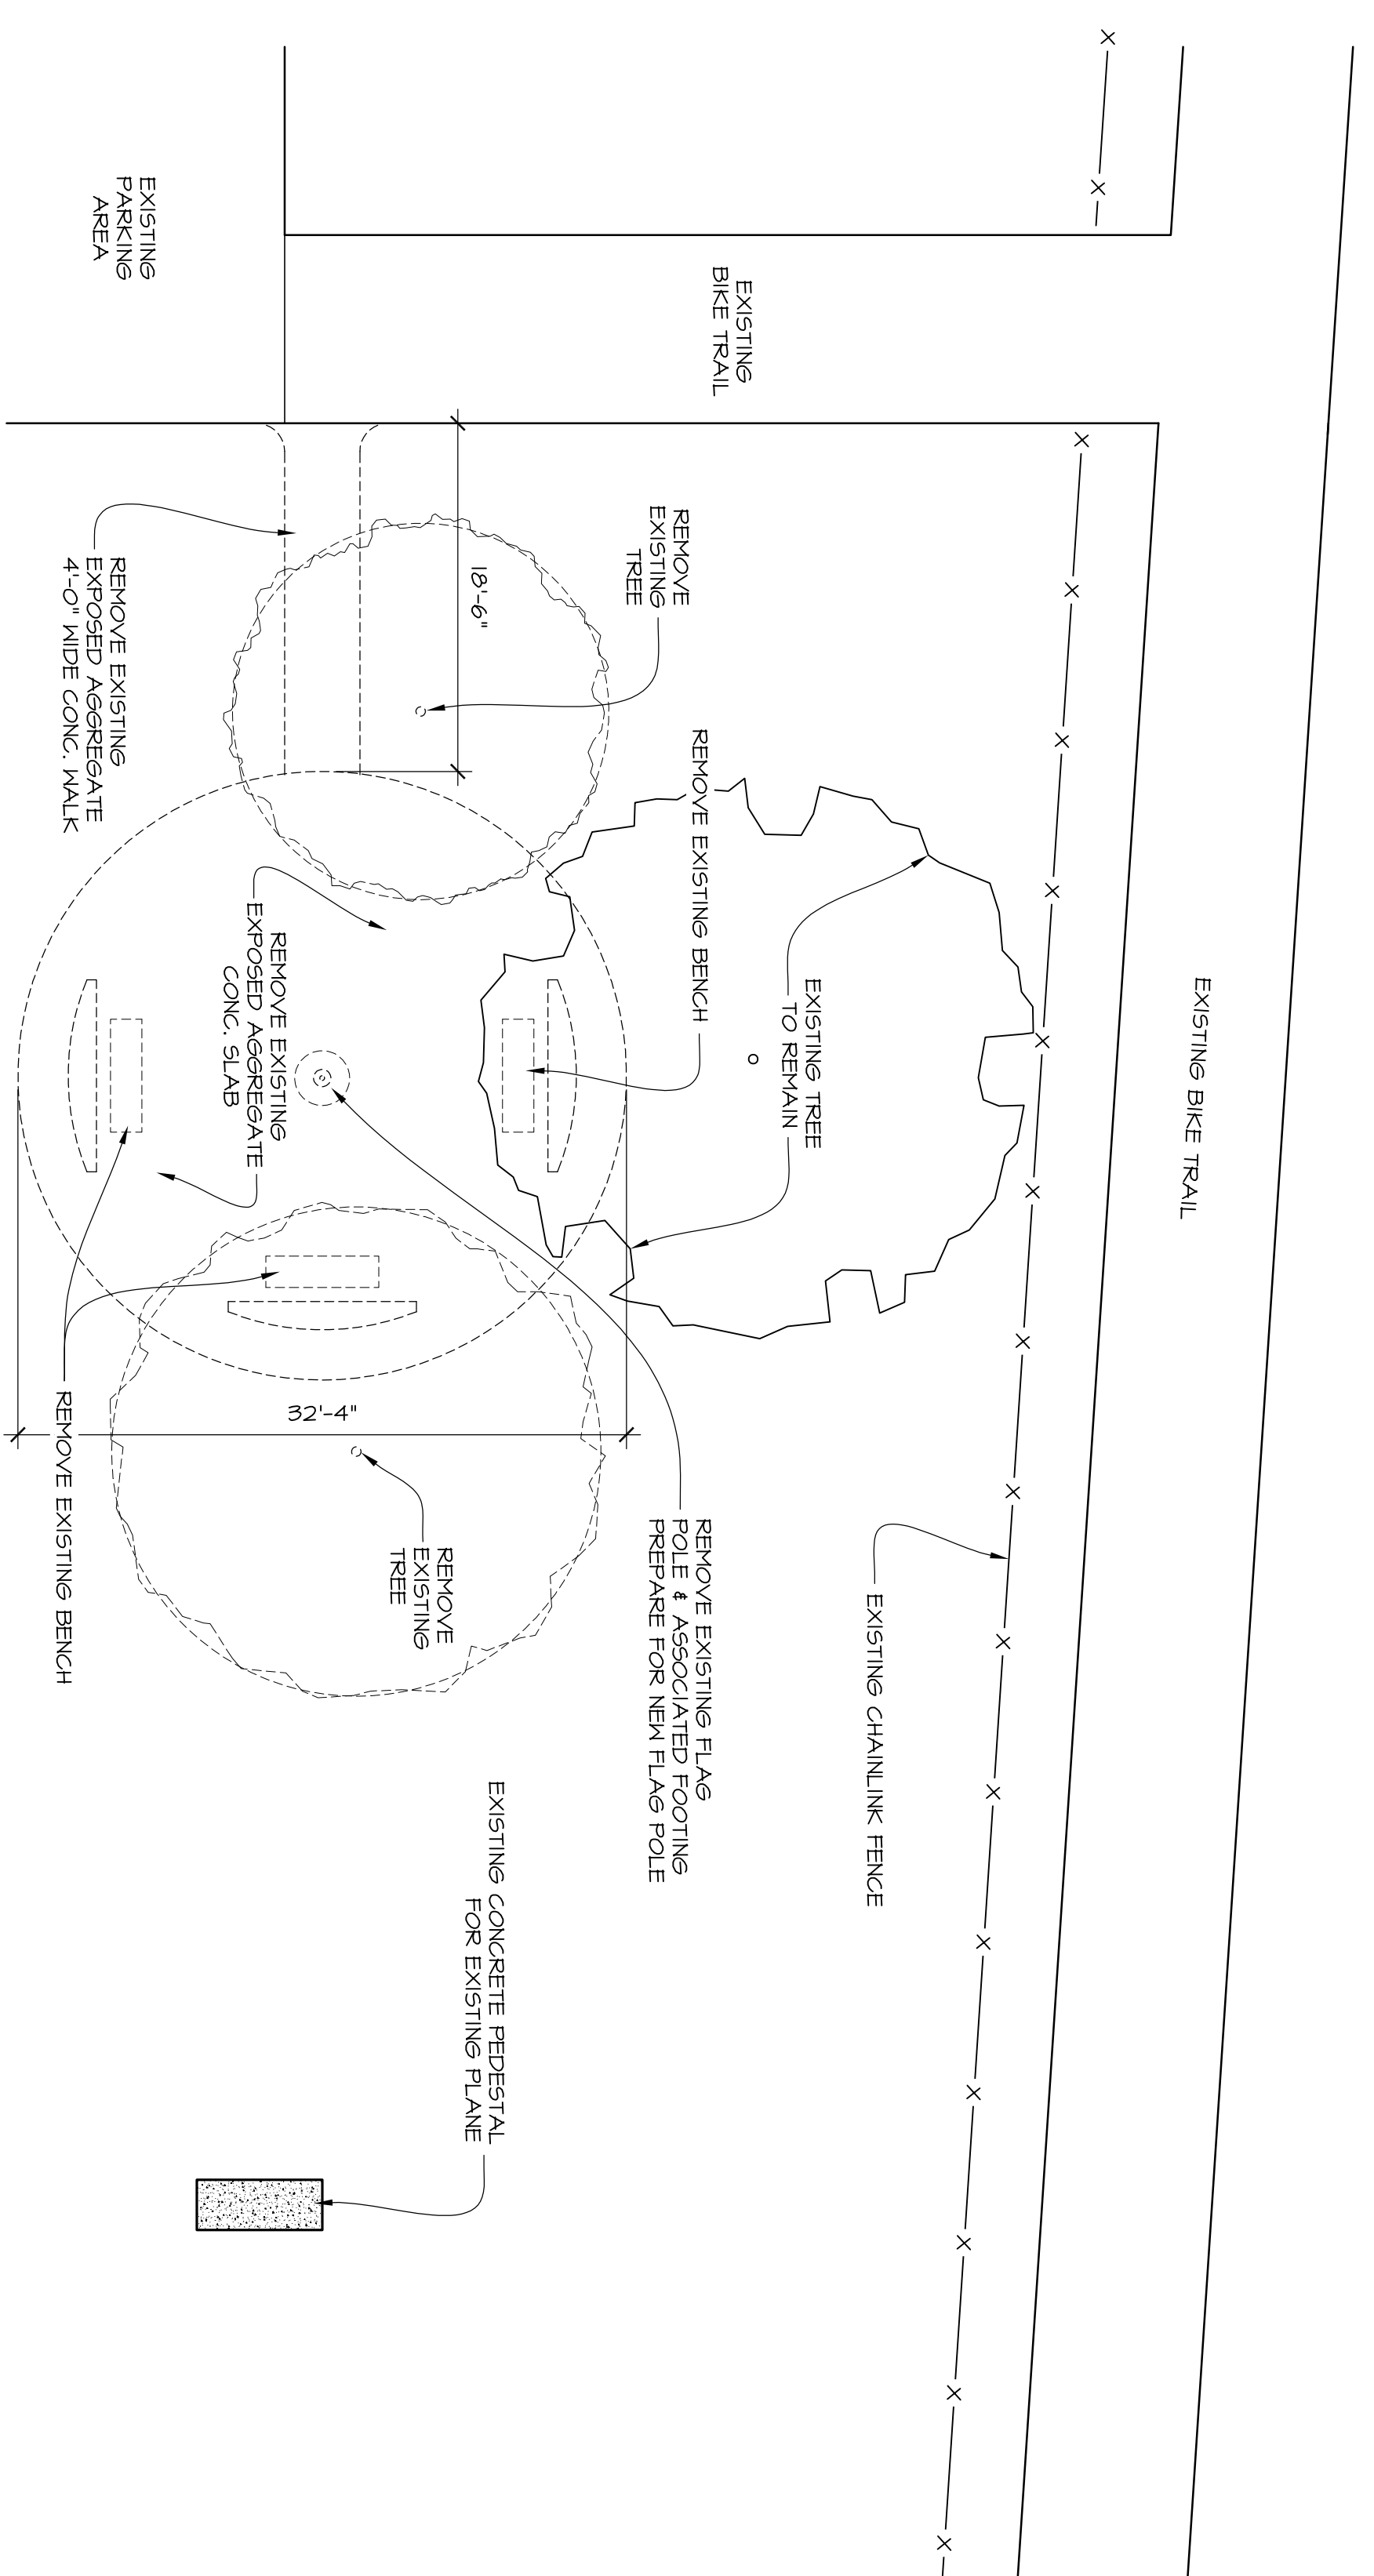 EXISTING
PARKING
AREA
EXISTING
BIKE TRAIL
REMOVE
EXISTING
TREE
18'-6"
REMOVE EXISTING
EXPOSED AGGREGATE
4'-0" WIDE CONC. WALK
REMOVE EXISTING BENCH
EXISTING TREE
TO REMAIN
EXISTING BIKE TRAIL
REMOVE EXISTING
EXPOSED AGGREGATE
CONC. SLAB
32'-4"
REMOVE EXISTING BENCH
REMOVE
EXISTING
TREE
REMOVE EXISTING FLAG
POLE & ASSOCIATED FOOTING
PREPARE FOR NEW FLAG POLE
EXISTING CHAINLINK FENCE
EXISTING CONCRETE PEDESTAL
FOR EXISTING PLANE